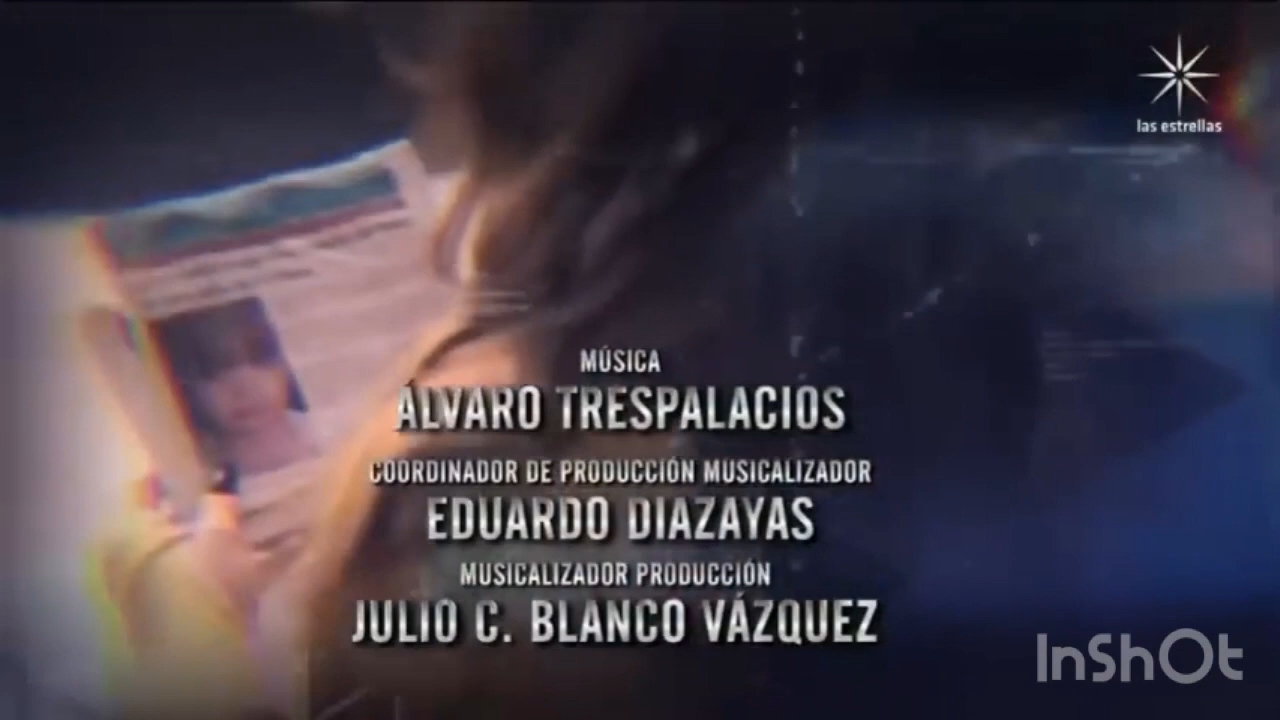 las estrellas
MÚSICA
ÁLVARO TRESPALACIOS
COORDINADOR DE PRODUCCIÓN MUSICALIZADOR
EDUARDO DIAZAYAS
MUSICALIZADOR PRODUCCIÓN
JULIO C. BLANCO VÁZQUEZ
InShOt